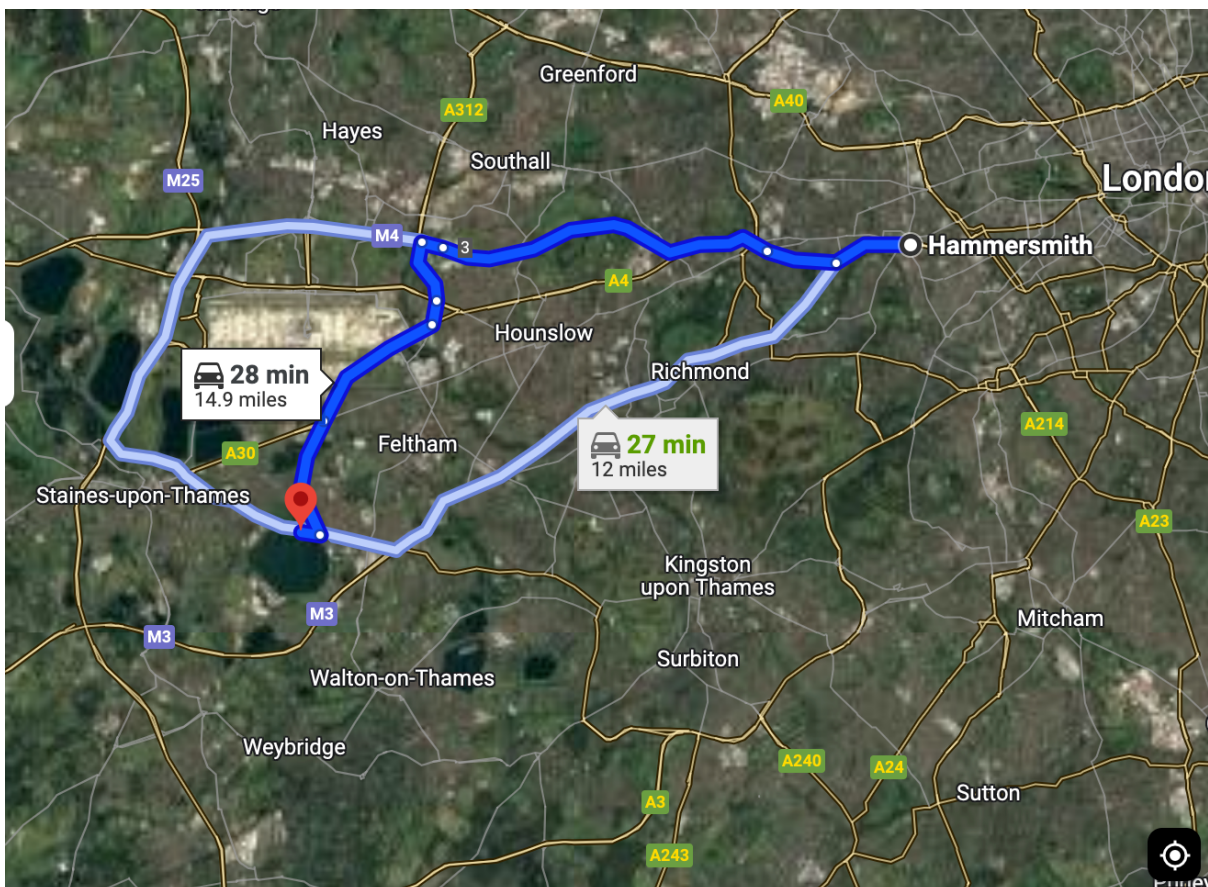 Greenford
A40
A312
Hayes
Southall
M25
London
M4
3
Hammersmith
A4
Hounslow
28 min
14.9 miles
Richmond
A214
27 min
12 miles
Feltham
A30
Staines-upon-Thames
A23
Kingston
upon Thames
M3
Mitcham
M3
Surbiton
Walton-on-Thames
Weybridge
A240
A24
Sutton
A3
A243